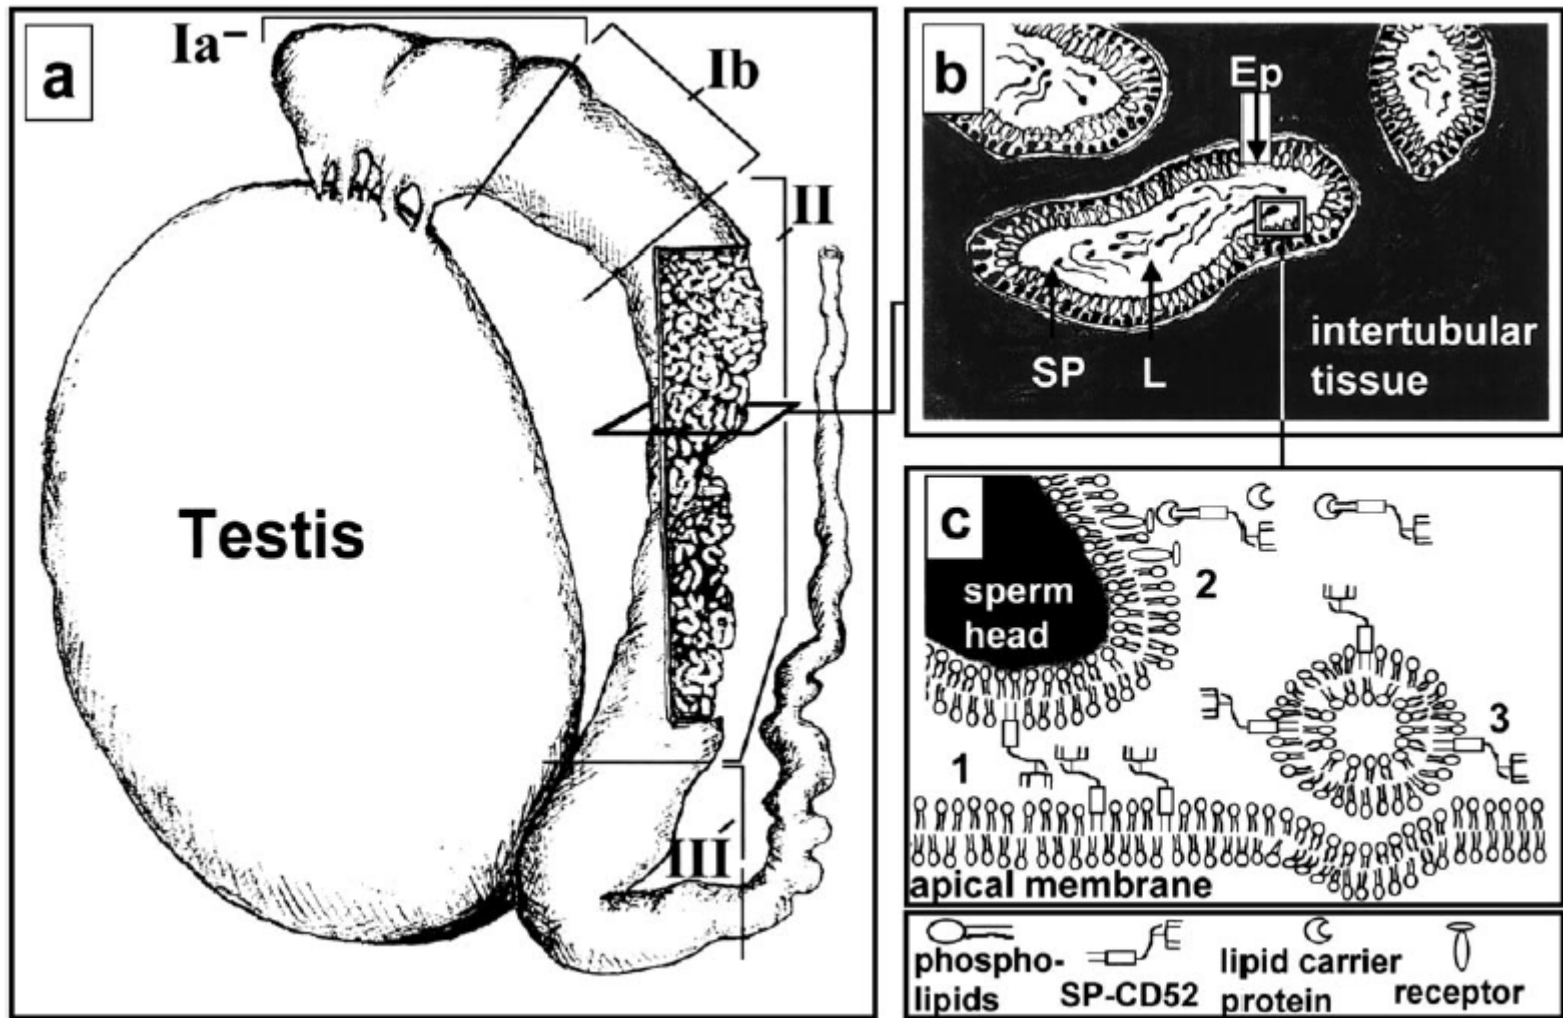 a
Ia
Ib
II
III
Testis
b
Ep
SP
L
intertubular
tissue
c
sperm
head
1
2
3
apical membrane
phospho-
lipids
SP-CD52
lipid carrier
protein
receptor